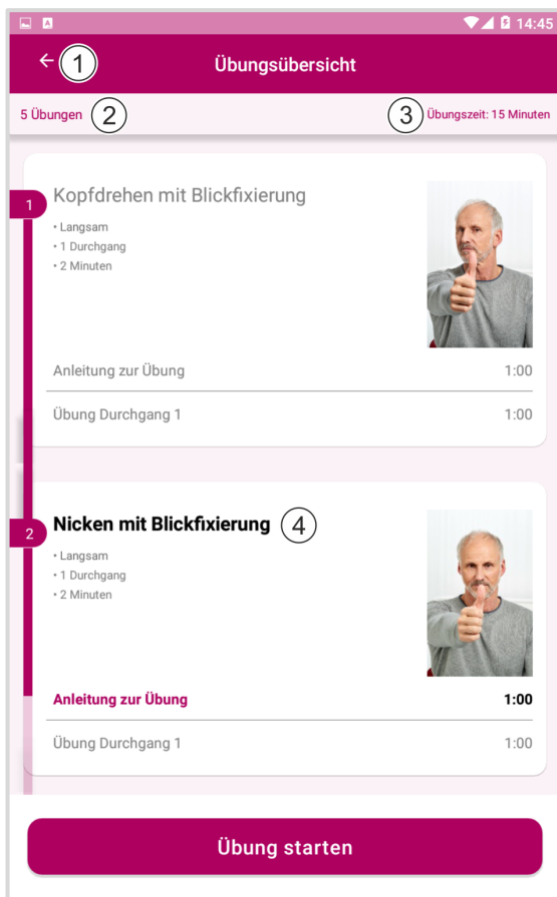 14:45
1
Übungsübersicht
5 Übungen 2
3 Übungszeit: 15 Minuten
1
Kopfdrehen mit Blickfixierung
• Langsam
• 1 Durchgang
• 2 Minuten
Anleitung zur Übung 1:00
Übung Durchgang 1 1:00
2
Nicken mit Blickfixierung 4
• Langsam
• 1 Durchgang
• 2 Minuten
Anleitung zur Übung 1:00
Übung Durchgang 1 1:00
Übung starten